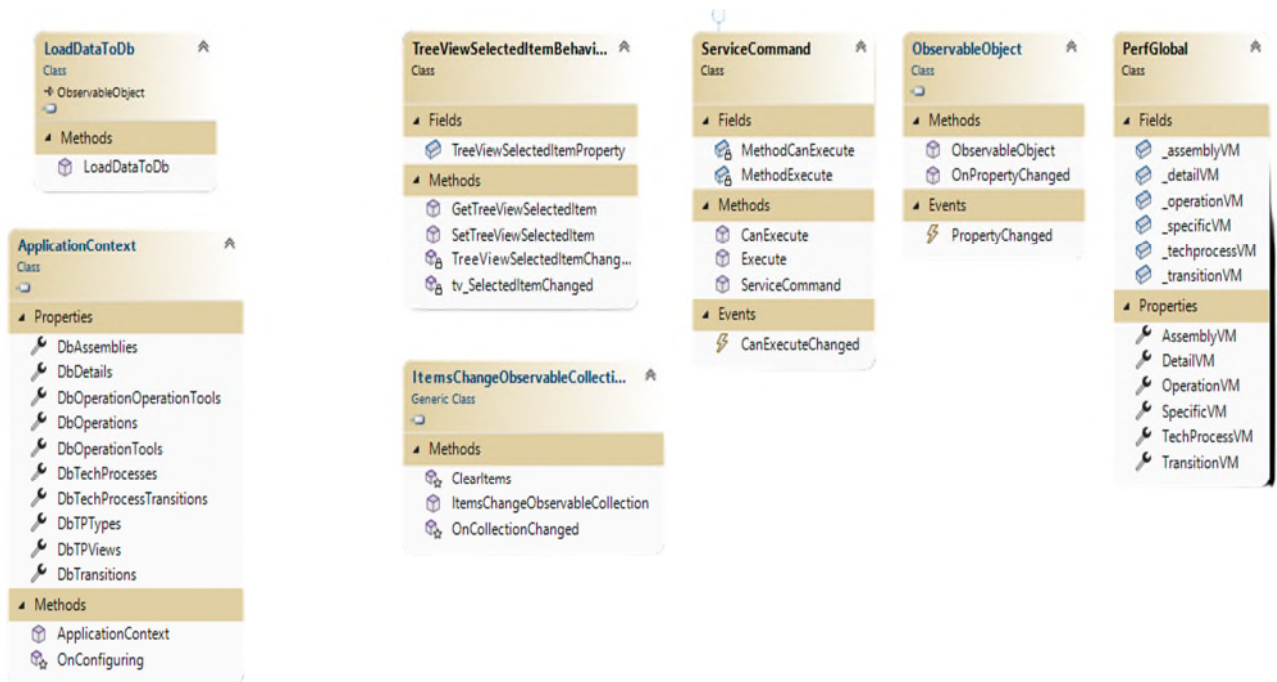 LoadDataToDb
Class
ObservableObject
Methods
LoadDataToDb
ApplicationContext
Class
Properties
DbAssemblies
DbDetails
DbOperationOperationTools
DbOperations
DbOperationTools
DbTechProcesses
DbTechProcessTransitions
DbTPTypes
DbTPViews
DbTransitions
Methods
ApplicationContext
OnConfiguring
TreeViewSelectedItemBehavi...
Class
Fields
TreeViewSelectedItemProperty
Methods
GetTreeViewSelectedItem
SetTreeViewSelectedItem
TreeViewSelectedItemChang...
tv_SelectedItemChanged
ItemsChangeObservableCollecti...
Generic Class
Methods
ClearItems
ItemsChangeObservableCollection
OnCollectionChanged
ServiceCommand
Class
Fields
MethodCanExecute
MethodExecute
Methods
CanExecute
Execute
ServiceCommand
Events
CanExecuteChanged
ObservableObject
Class
Methods
ObservableObject
OnPropertyChanged
Events
PropertyChanged
PerfGlobal
Class
Fields
_assemblyVM
_detailVM
_operationVM
_specificVM
_techprocessVM
_transitionVM
Properties
AssemblyVM
DetailVM
OperationVM
SpecificVM
TechProcessVM
TransitionVM